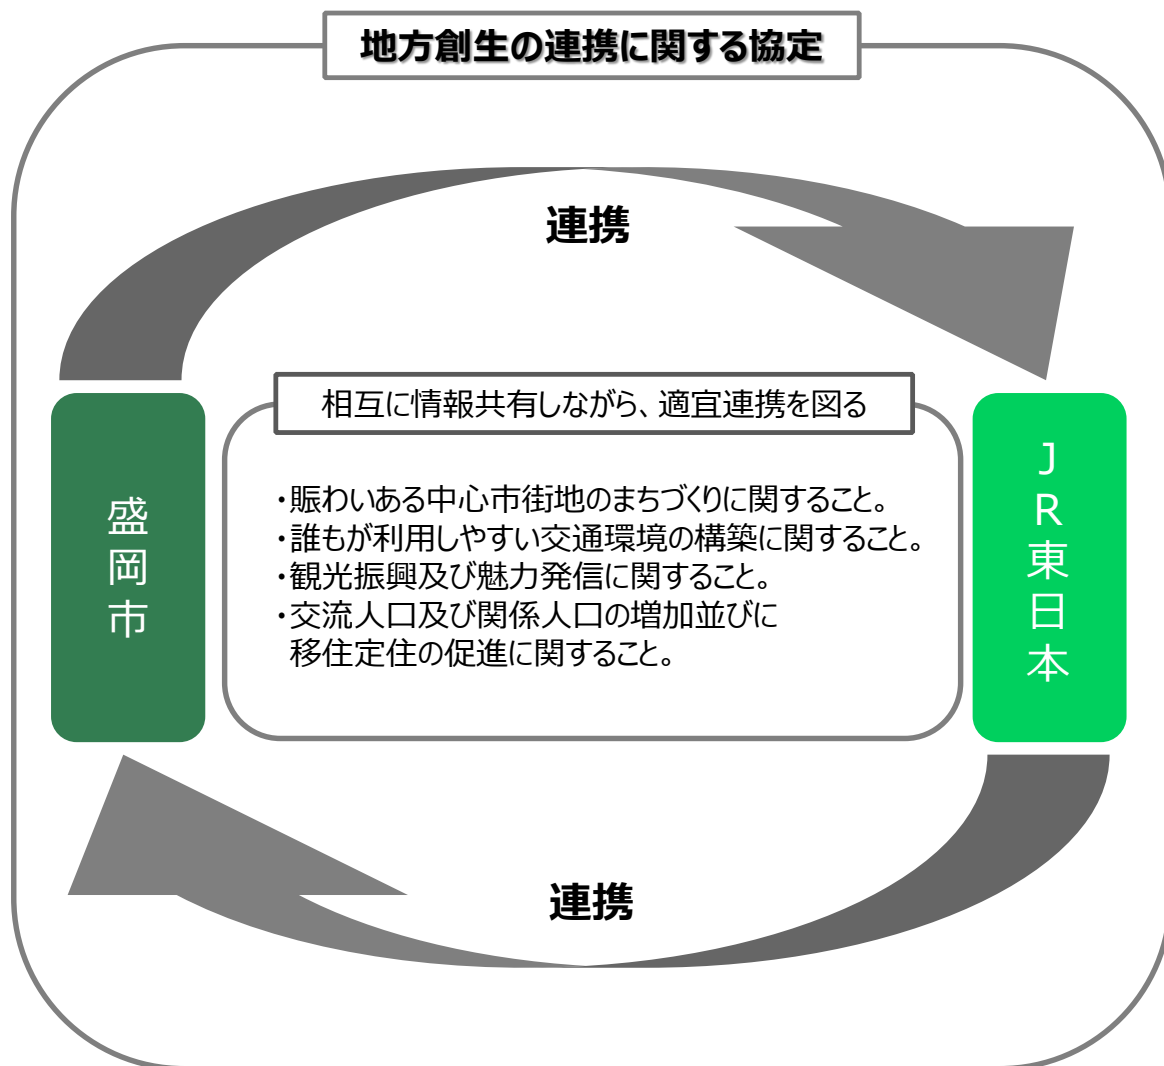 地方創生の連携に関する協定
連携
相互に情報共有しながら、適宜連携を図る
盛岡市
・賑わいある中心市街地のまちづくりに関すること。
・誰もが利用しやすい交通環境の構築に関すること。
・観光振興及び魅力発信に関すること。
・交流人口及び関係人口の増加並びに
移住定住の促進に関すること。
JR東日本
連携